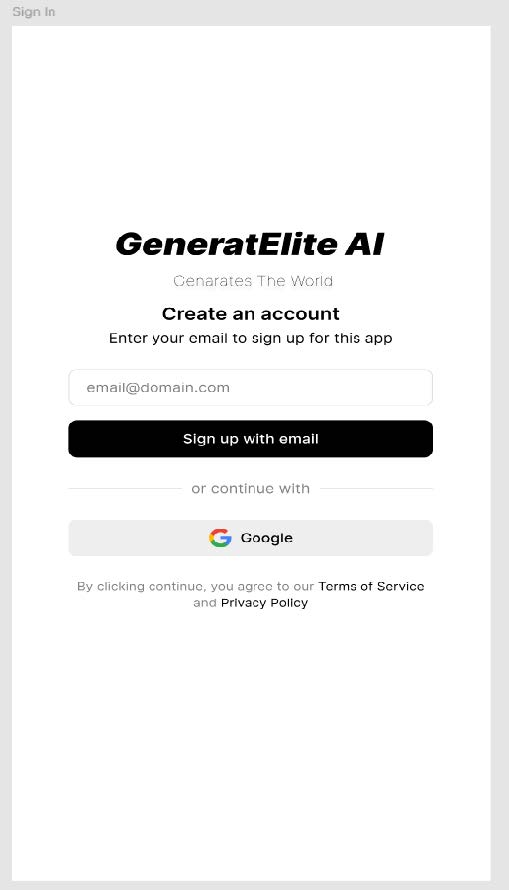 Sign In
GeneratElite AI
Genarates The World
Create an account
Enter your email to sign up for this app
email@domain.com
Sign up with email
or continue with
Google
By clicking continue, you agree to our Terms of Service
and Privacy Policy